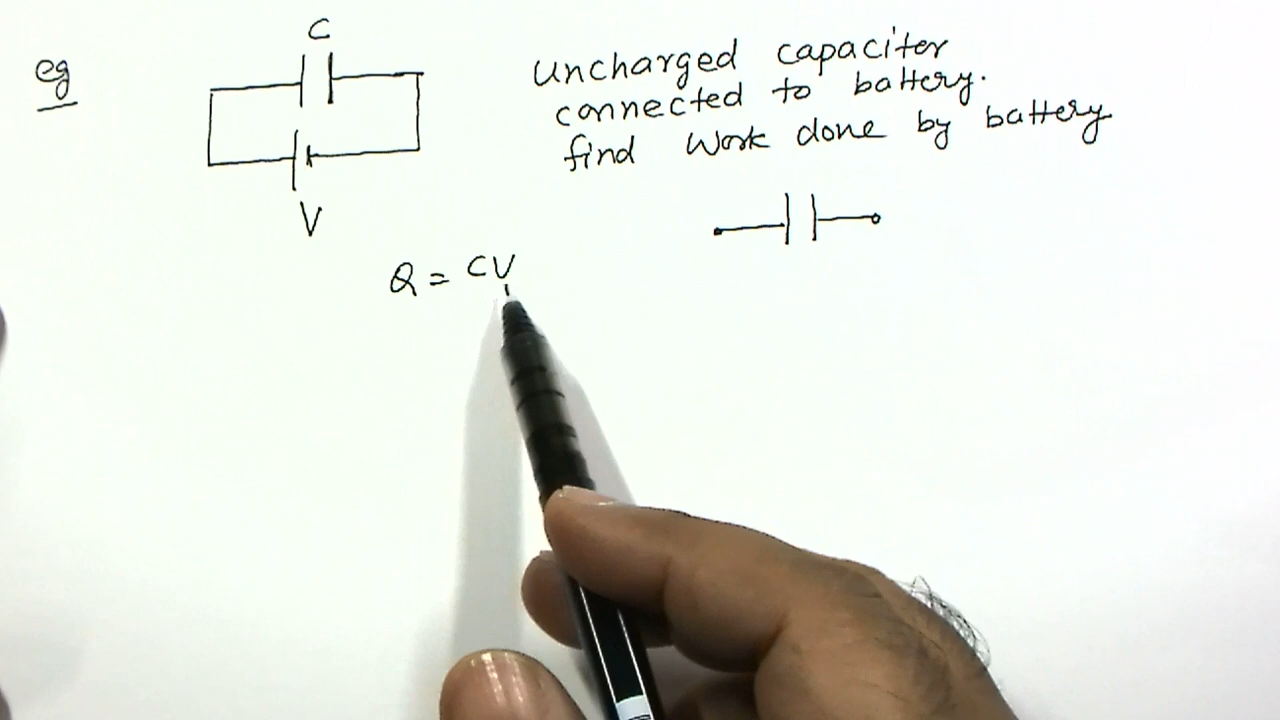 eg
C
V
Uncharged capaciter
connected to battery.
find Work done by battery
Q = CV